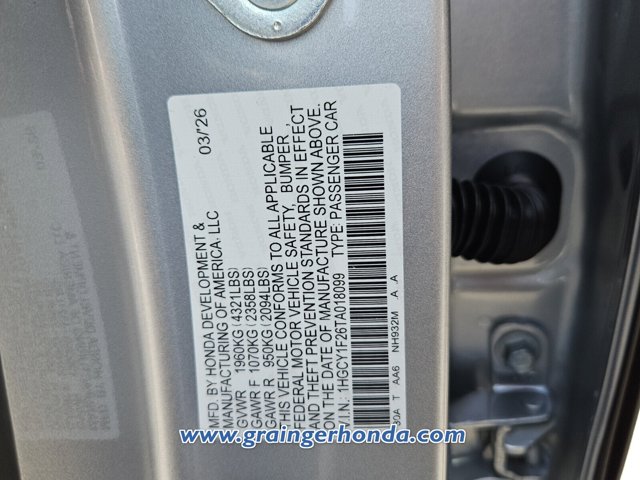 MFD. BY HONDA DEVELOPMENT & 03/26
MANUFACTURING OF AMERICA, LLC
GVWR 1960KG (4321LBS)
GAWR F 1070KG (2358LBS)
GAWR R 950KG (2094LBS)
THIS VEHICLE CONFORMS TO ALL APPLICABLE
FEDERAL MOTOR VEHICLE SAFETY, BUMPER,
AND THEFT PREVENTION STANDARDS IN EFFECT
ON THE DATE OF MANUFACTURE SHOWN ABOVE.
V.I.N.: 1HGCY1F26TA018099 TYPE: PASSENGER CAR
T AA6 NH932M A A
www.graingerhonda.com